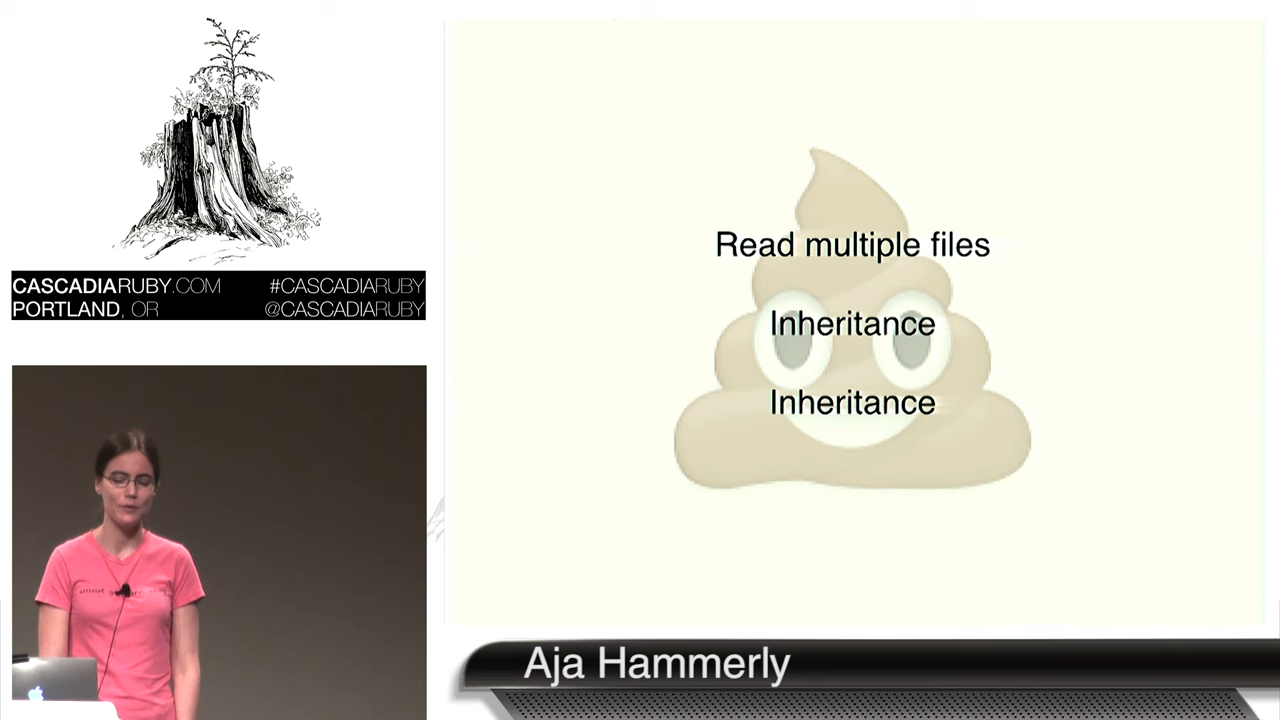 CASCADIARUBY.COM #CASCADIARUBY
PORTLAND, OR @CASCADIARUBY
Read multiple files
Inheritance
Inheritance
Aja Hammerly